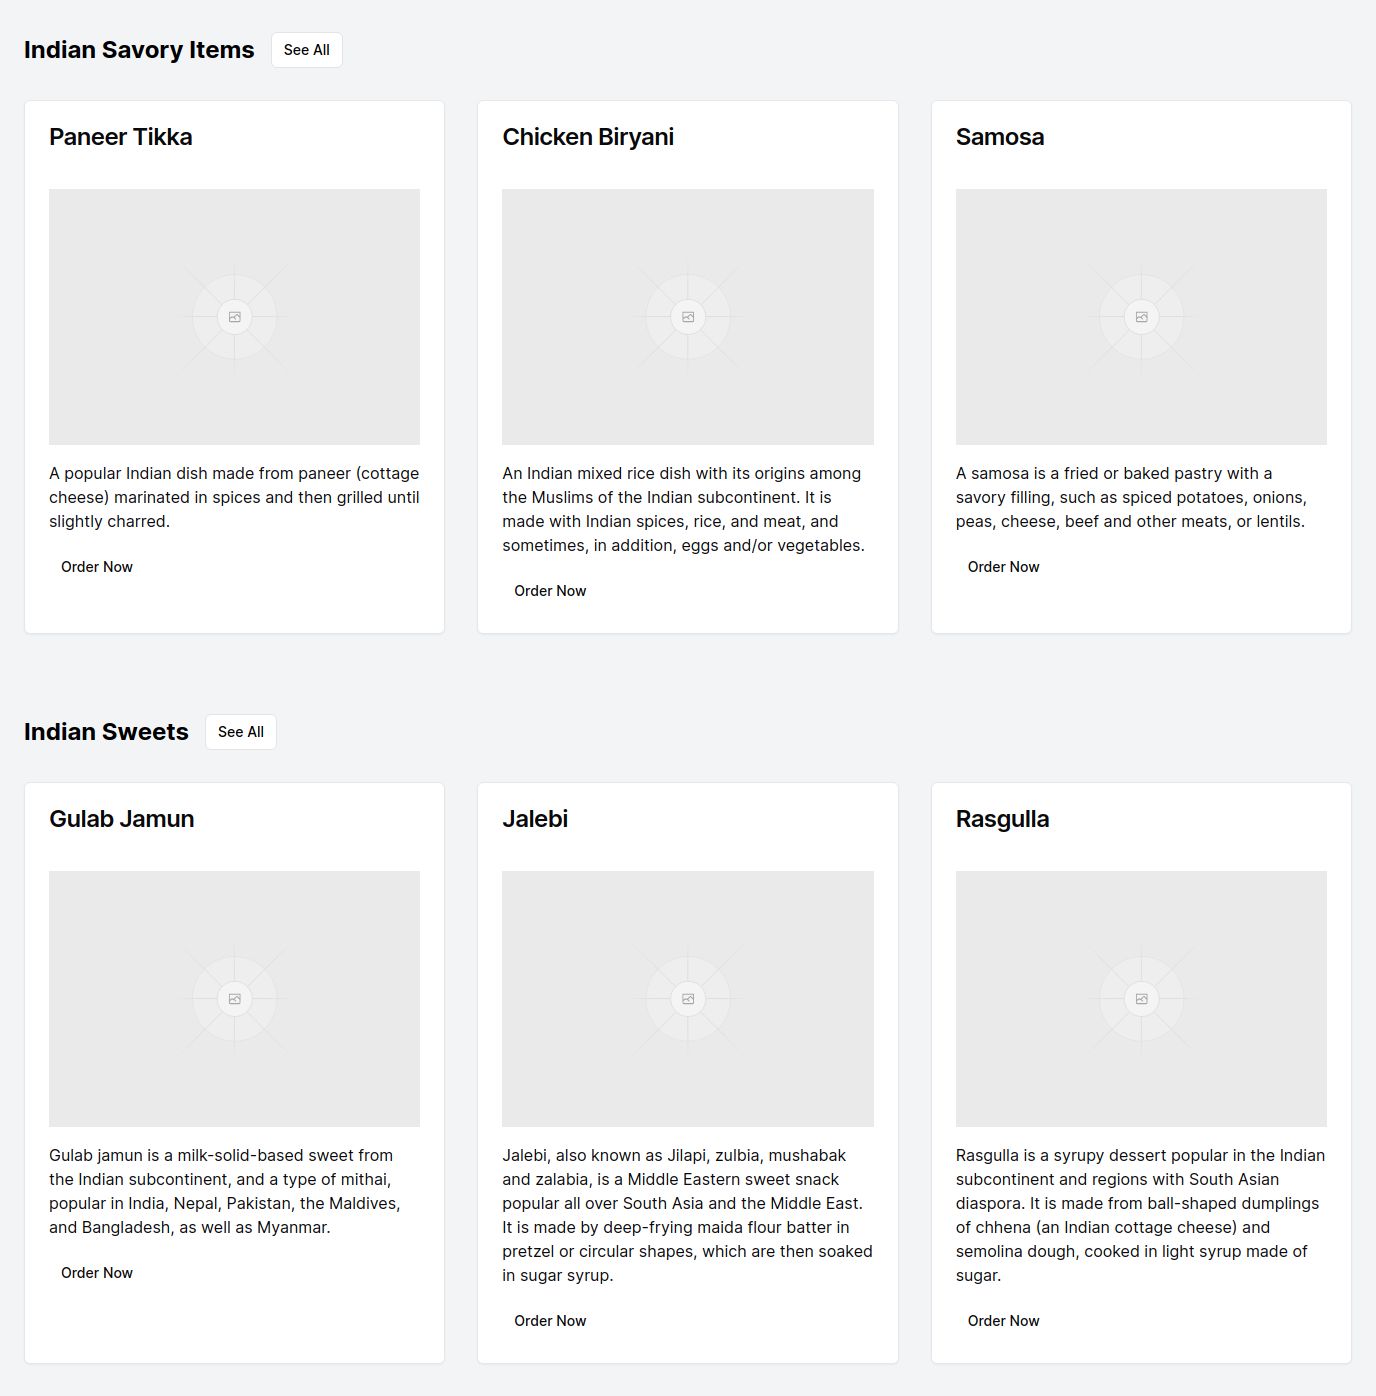 Indian Savory Items
See All
Paneer Tikka
A popular Indian dish made from paneer (cottage
cheese) marinated in spices and then grilled until
slightly charred.
Order Now
Chicken Biryani
An Indian mixed rice dish with its origins among
the Muslims of the Indian subcontinent. It is
made with Indian spices, rice, and meat, and
sometimes, in addition, eggs and/or vegetables.
Order Now
Samosa
A samosa is a fried or baked pastry with a
savory filling, such as spiced potatoes, onions,
peas, cheese, beef and other meats, or lentils.
Order Now
Indian Sweets
See All
Gulab Jamun
Gulab jamun is a milk-solid-based sweet from
the Indian subcontinent, and a type of mithai,
popular in India, Nepal, Pakistan, the Maldives,
and Bangladesh, as well as Myanmar.
Order Now
Jalebi
Jalebi, also known as Jilapi, zulbia, mushabak
and zalabia, is a Middle Eastern sweet snack
popular all over South Asia and the Middle East.
It is made by deep-frying maida flour batter in
pretzel or circular shapes, which are then soaked
in sugar syrup.
Order Now
Rasgulla
Rasgulla is a syrupy dessert popular in the Indian
subcontinent and regions with South Asian
diaspora. It is made from ball-shaped dumplings
of chhena (an Indian cottage cheese) and
semolina dough, cooked in light syrup made of
sugar.
Order Now